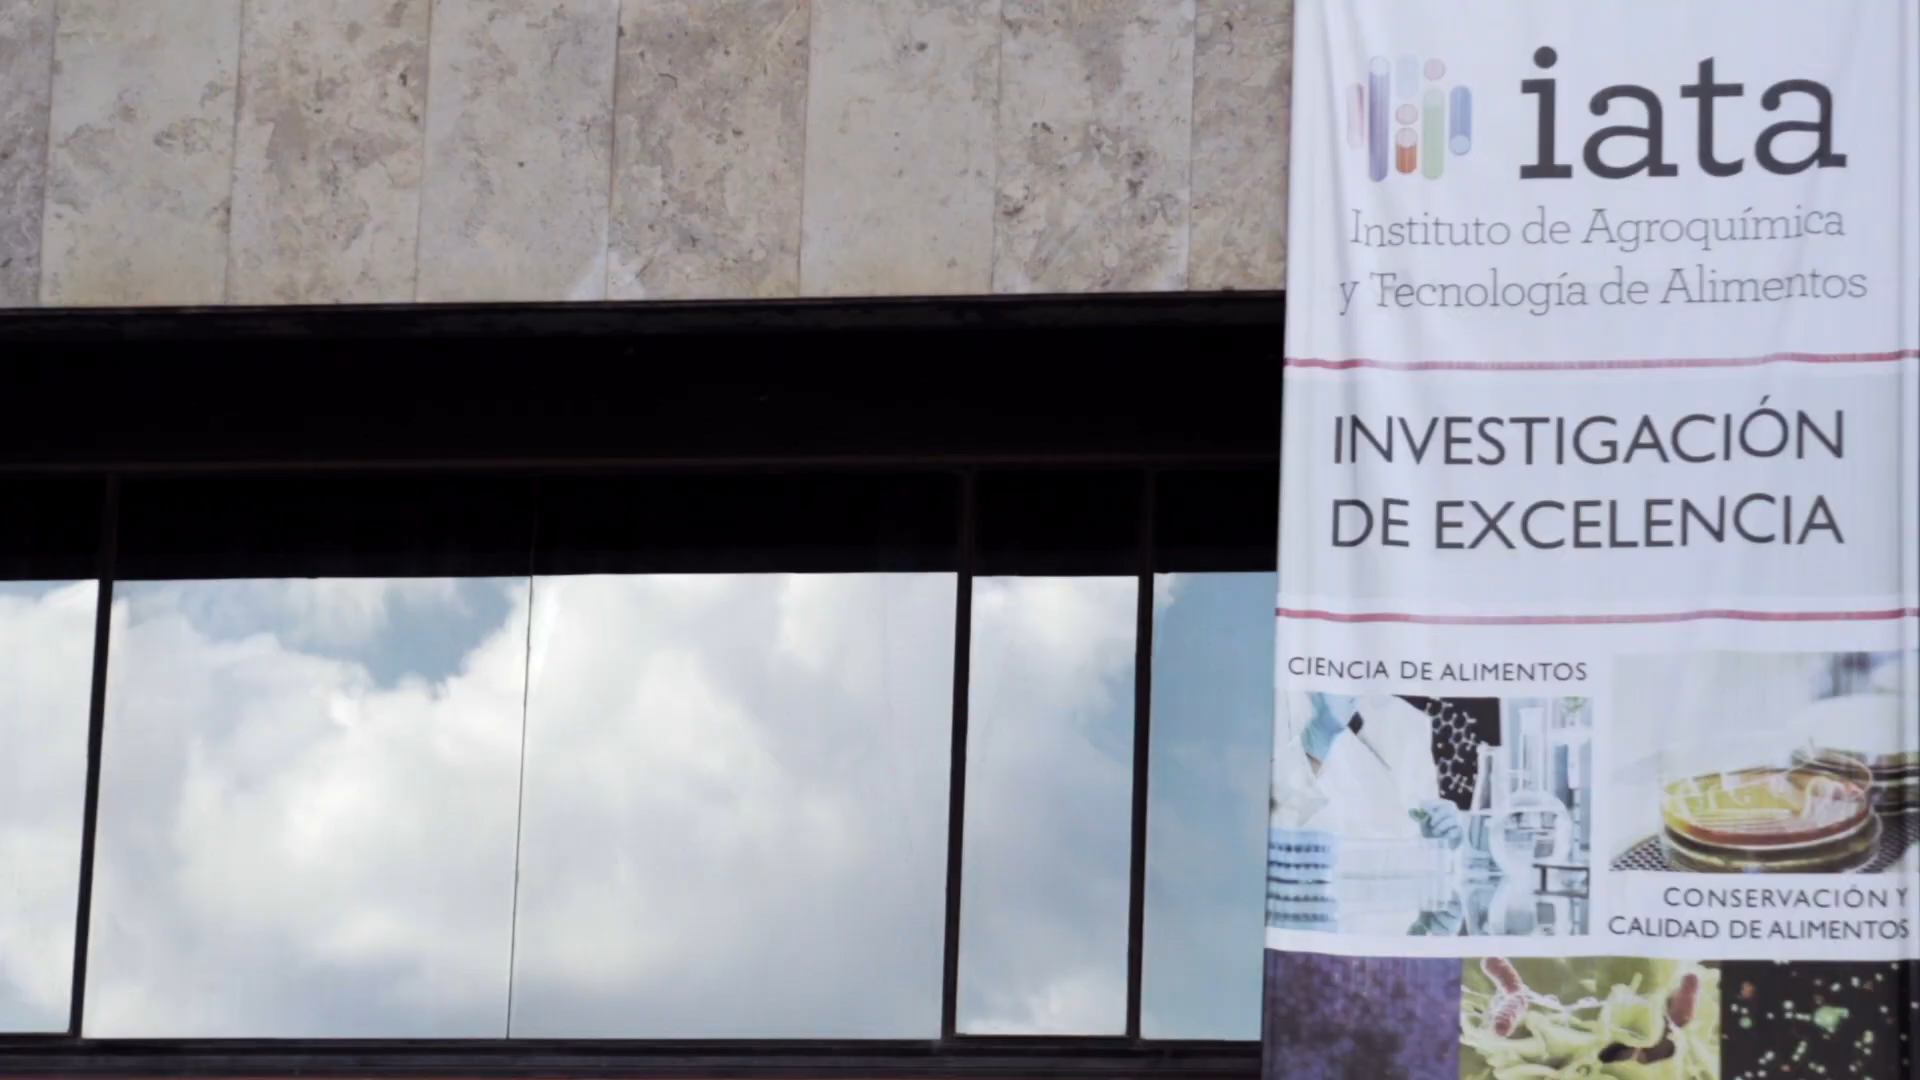 iata
Instituto de Agroquímica
y Tecnología de Alimentos
INVESTIGACIÓN
DE EXCELENCIA
CIENCIA DE ALIMENTOS
CONSERVACIÓN Y
CALIDAD DE ALIMENTOS